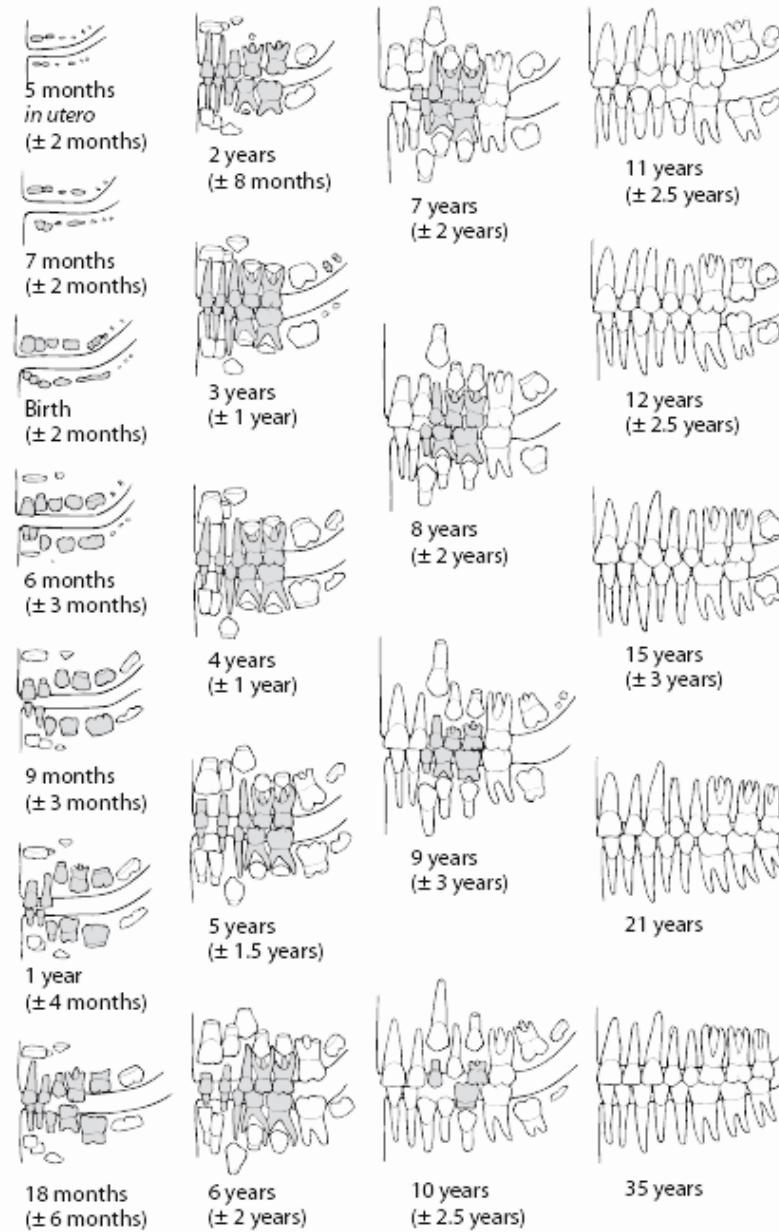 5 months
in utero
(± 2 months)
7 months
(± 2 months)
Birth
(± 2 months)
6 months
(± 3 months)
9 months
(± 3 months)
1 year
(± 4 months)
18 months
(± 6 months)
2 years
(± 8 months)
3 years
(± 1 year)
4 years
(± 1 year)
5 years
(± 1.5 years)
6 years
(± 2 years)
7 years
(± 2 years)
8 years
(± 2 years)
9 years
(± 3 years)
10 years
(± 2.5 years)
11 years
(± 2.5 years)
12 years
(± 2.5 years)
15 years
(± 3 years)
21 years
35 years